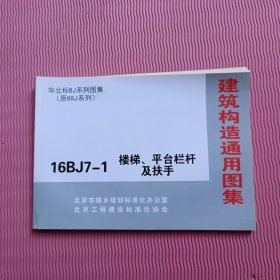 华北标BJ系列图集
（原88J系列）
16BJ7-1
楼梯、平台栏杆
及扶手
北京市城乡规划标准化办公室
北京工程建设标准化协会
建筑构造通用图集